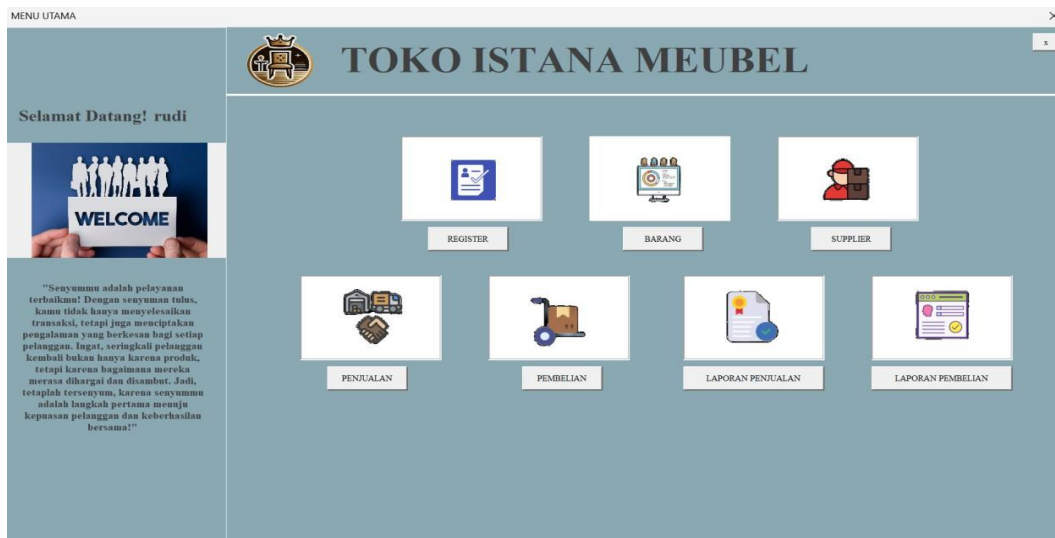 MENU UTAMA
TOKO ISTANA MEUBEL
x
Selamat Datang! rudi
WELCOME
"Senyummu adalah pelayanan
terbaikmu! Dengan senyuman tulus,
kamu tidak hanya menyelesaikan
transaksi, tetapi juga menciptakan
pengalaman yang berkesan bagi setiap
pelanggan. Ingat, seringkali pelanggan
kembali bukan hanya karena produk,
tetapi karena bagaimana mereka
merasa dihargai dan disambut. Jadi,
tetaplah tersenyum, karena senyummu
adalah langkah pertama menuju
kepuasan pelanggan dan keberhasilan
bersama!"
REGISTER
BARANG
SUPPLIER
PENJUALAN
PEMBELIAN
LAPORAN PENJUALAN
LAPORAN PEMBELIAN